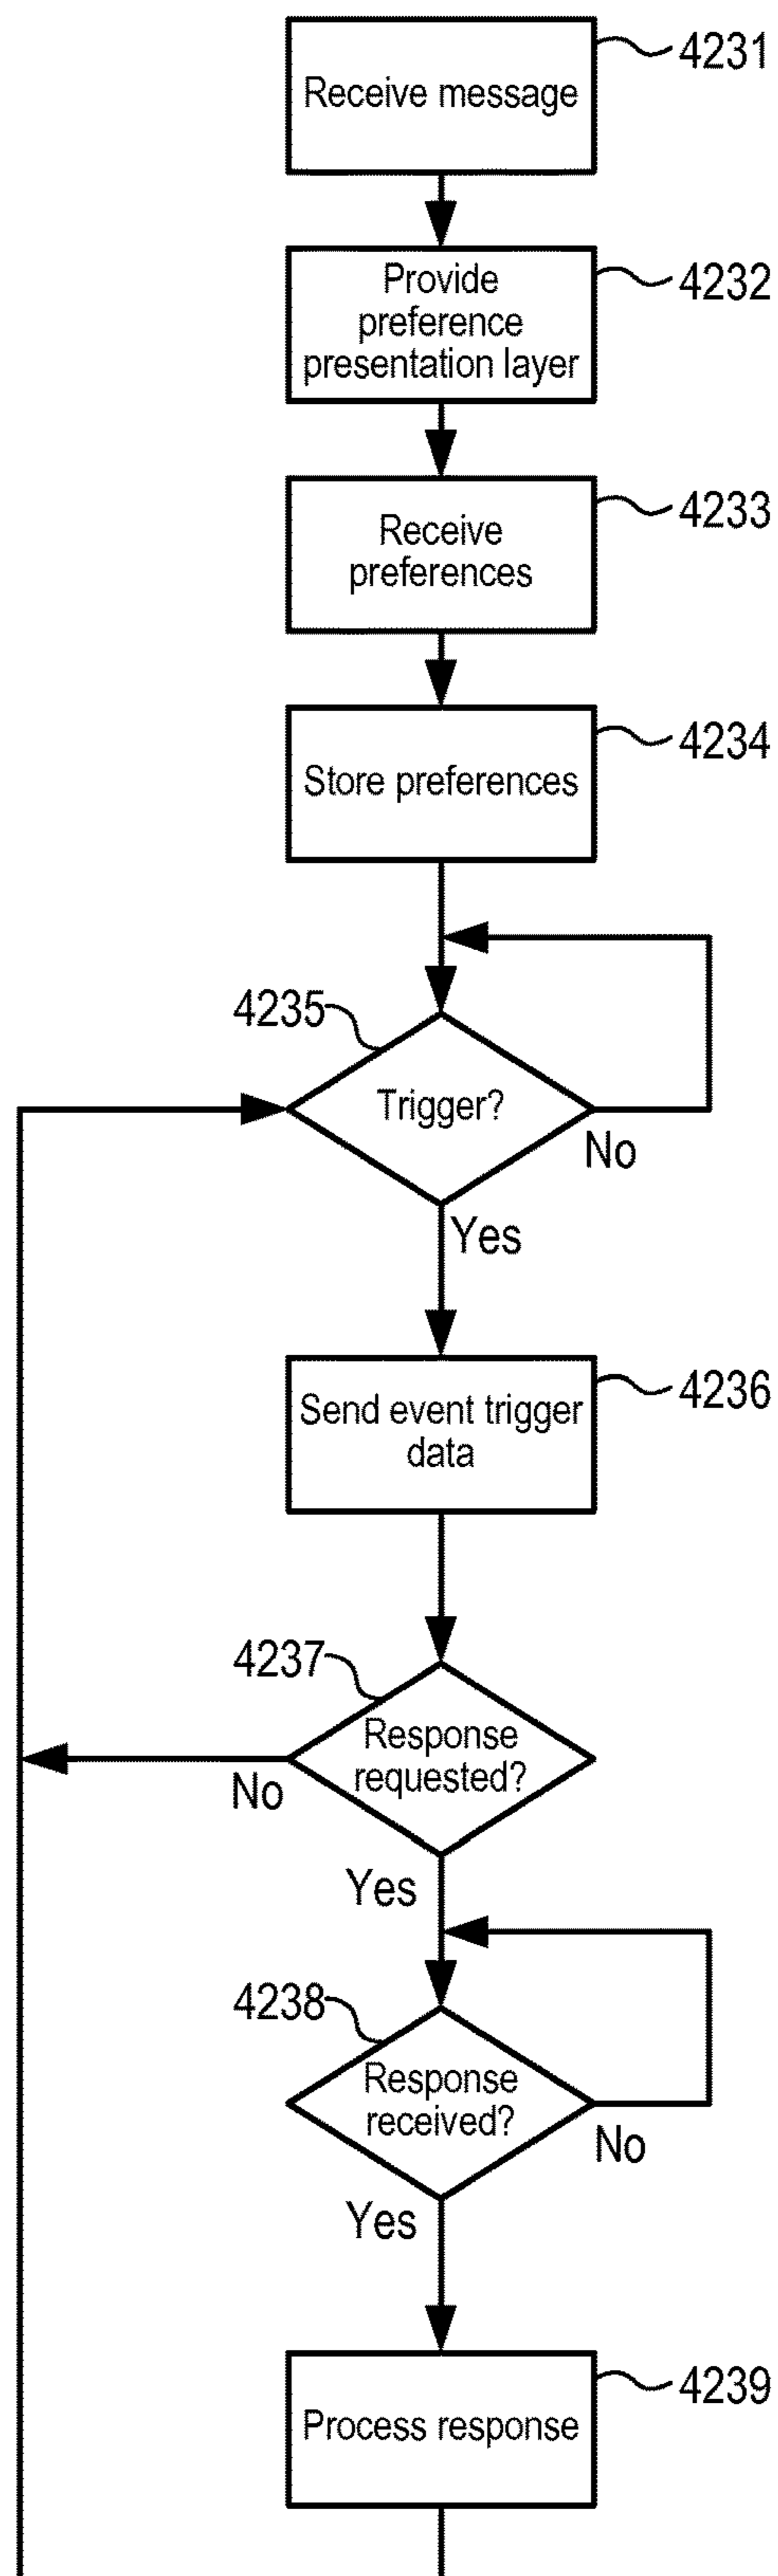 Receive message
4231
Provide
preference
presentation layer
4232
Receive
preferences
4233
Store preferences
4234
4235
Trigger?
No
Yes
Send event trigger
data
4236
4237
Response
requested?
No
Yes
4238
Response
received?
No
Yes
Process response
4239